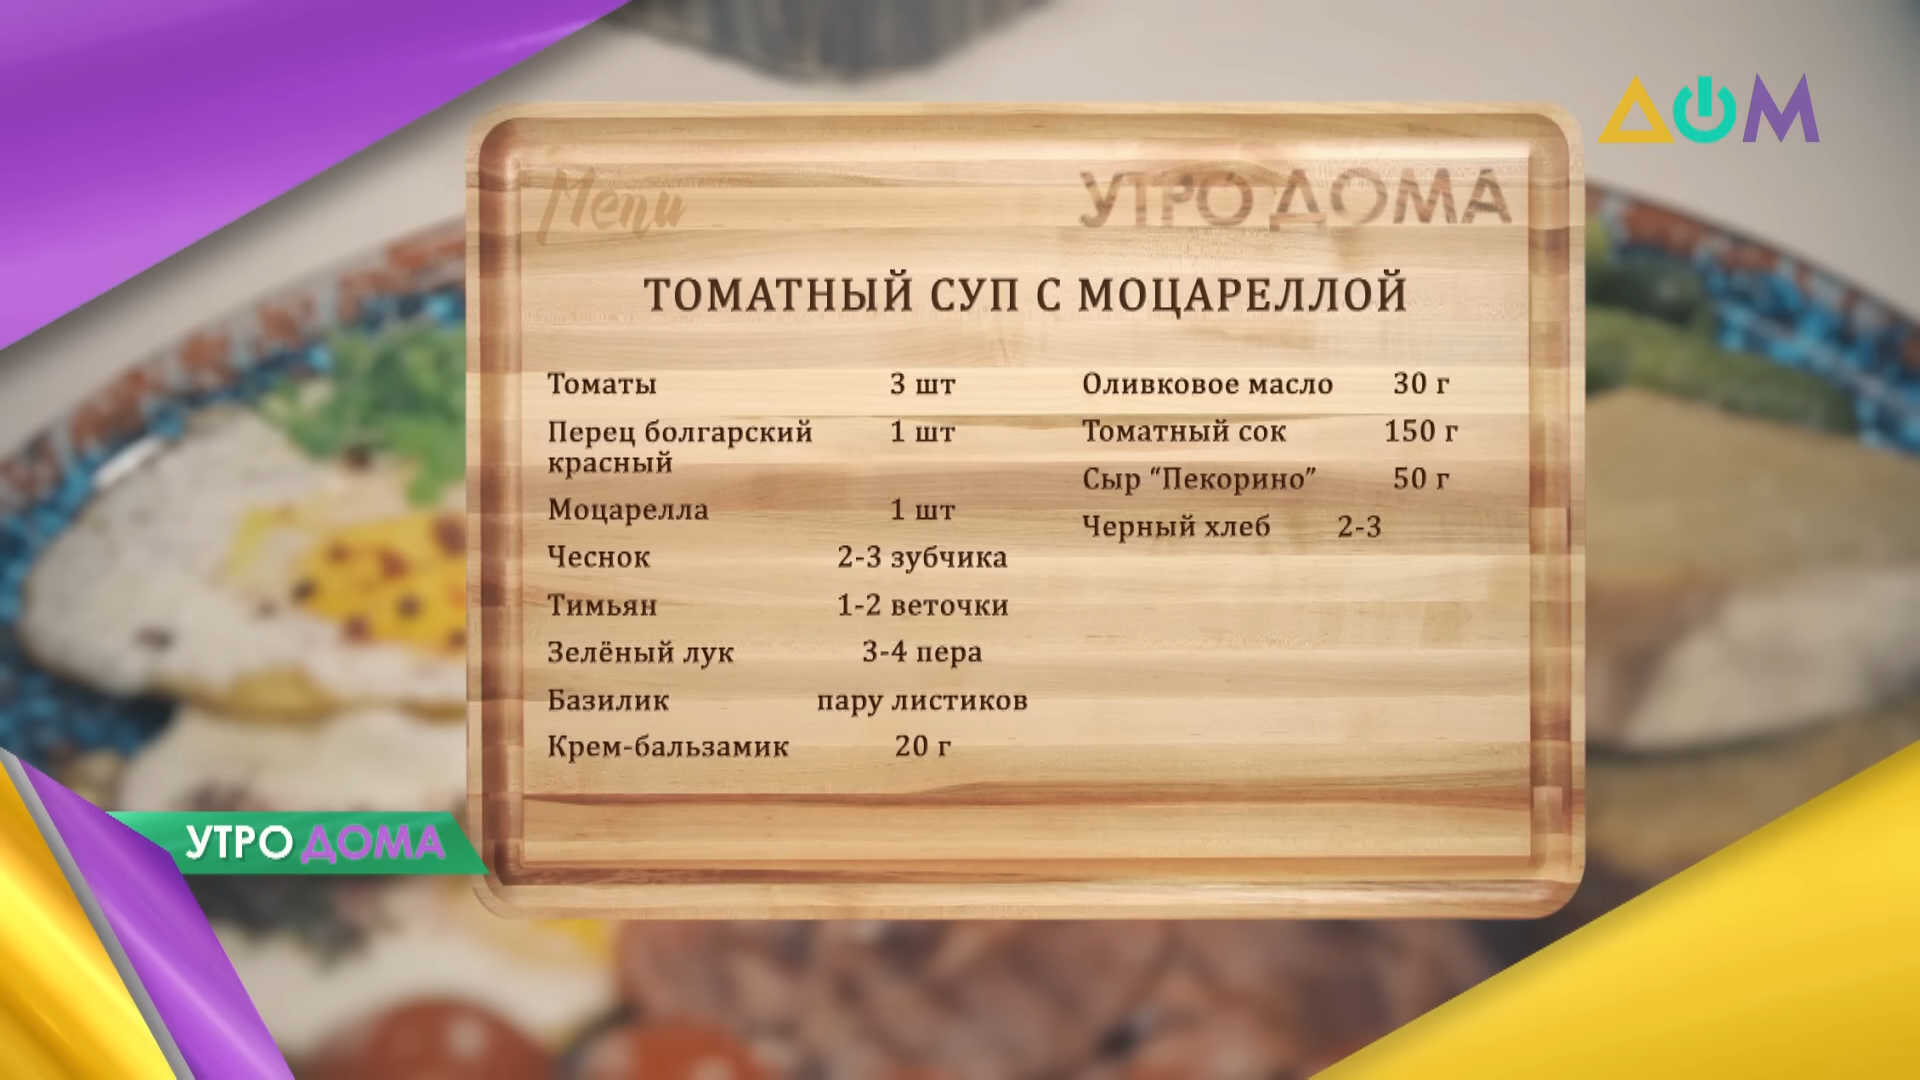 ДОМ
Menu
УТРО ДОМА
ТОМАТНЫЙ СУП С МОЦАРЕЛЛОЙ
Томаты 3 шт
Перец болгарский 1 шт
красный
Моцарелла 1 шт
Чеснок 2-3 зубчика
Тимьян 1-2 веточки
Зелёный лук 3-4 пера
Базилик пару листиков
Крем-бальзамик 20 г
Оливковое масло 30 г
Томатный сок 150 г
Сыр “Пекорино” 50 г
Черный хлеб 2-3
УТРО ДОМА